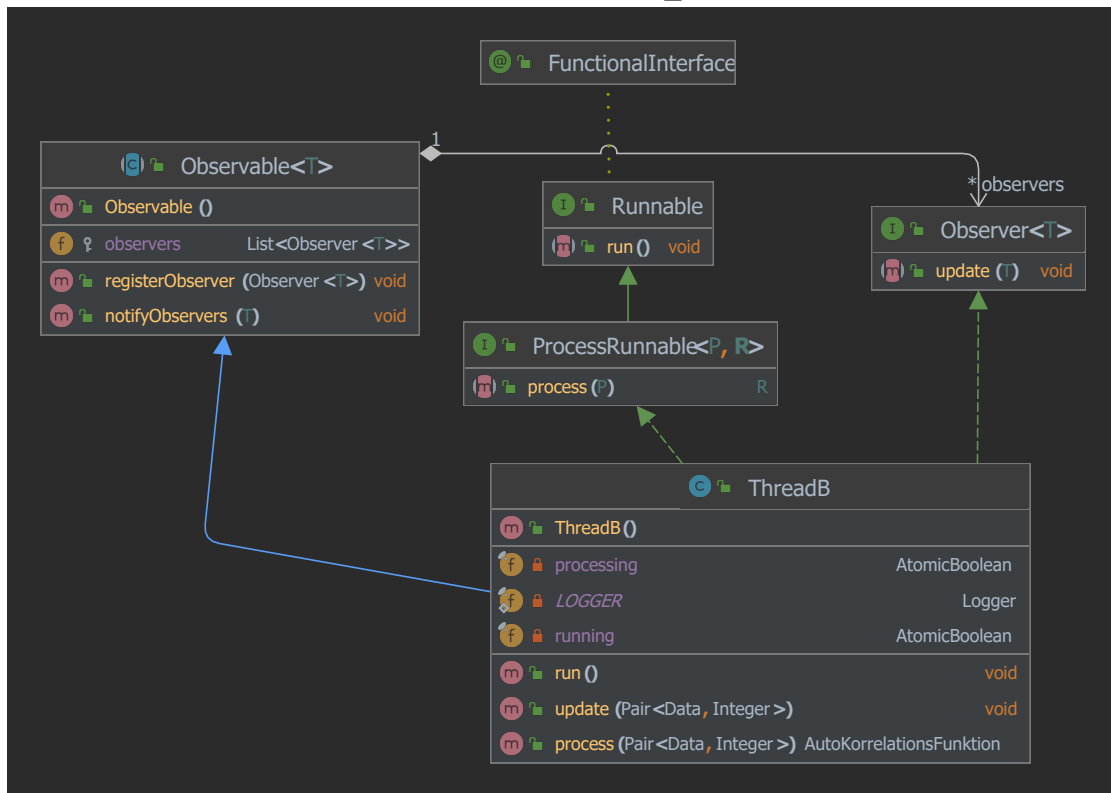 FunctionalInterface
1
Observable<T>
Observable ()
observers List<Observer <T>>
registerObserver (Observer <T>) void
notifyObservers (T) void
Runnable
run () void
* observers
Observer<T>
update (T) void
ProcessRunnable<P, R>
process (P) R
ThreadB
ThreadB ()
processing AtomicBoolean
LOGGER Logger
running AtomicBoolean
run () void
update (Pair <Data, Integer >) void
process (Pair <Data, Integer >) AutoKorrelationsFunktion